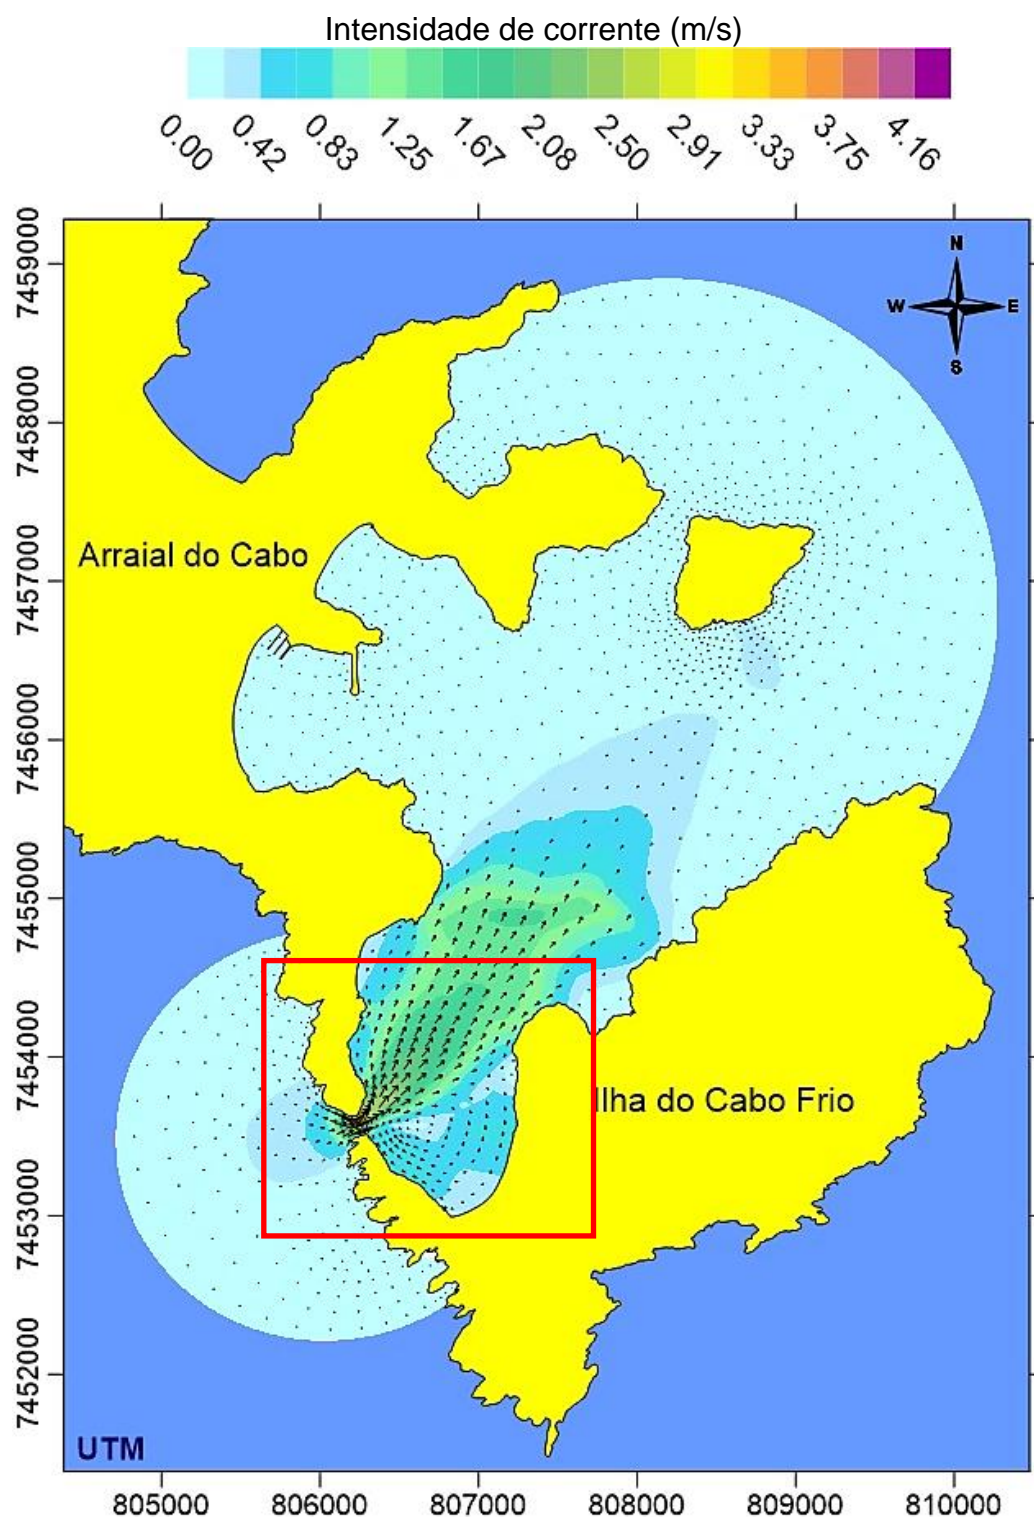 Intensidade de corrente (m/s)
0.00 0.42 0.83 1.25 1.67 2.08 2.50 2.91 3.33 3.75 4.16
N
W E
S
7459000
7458000
7457000
7456000
7455000
7454000
7453000
7452000
Arraial do Cabo
Ilha do Cabo Frio
UTM
805000 806000 807000 808000 809000 810000